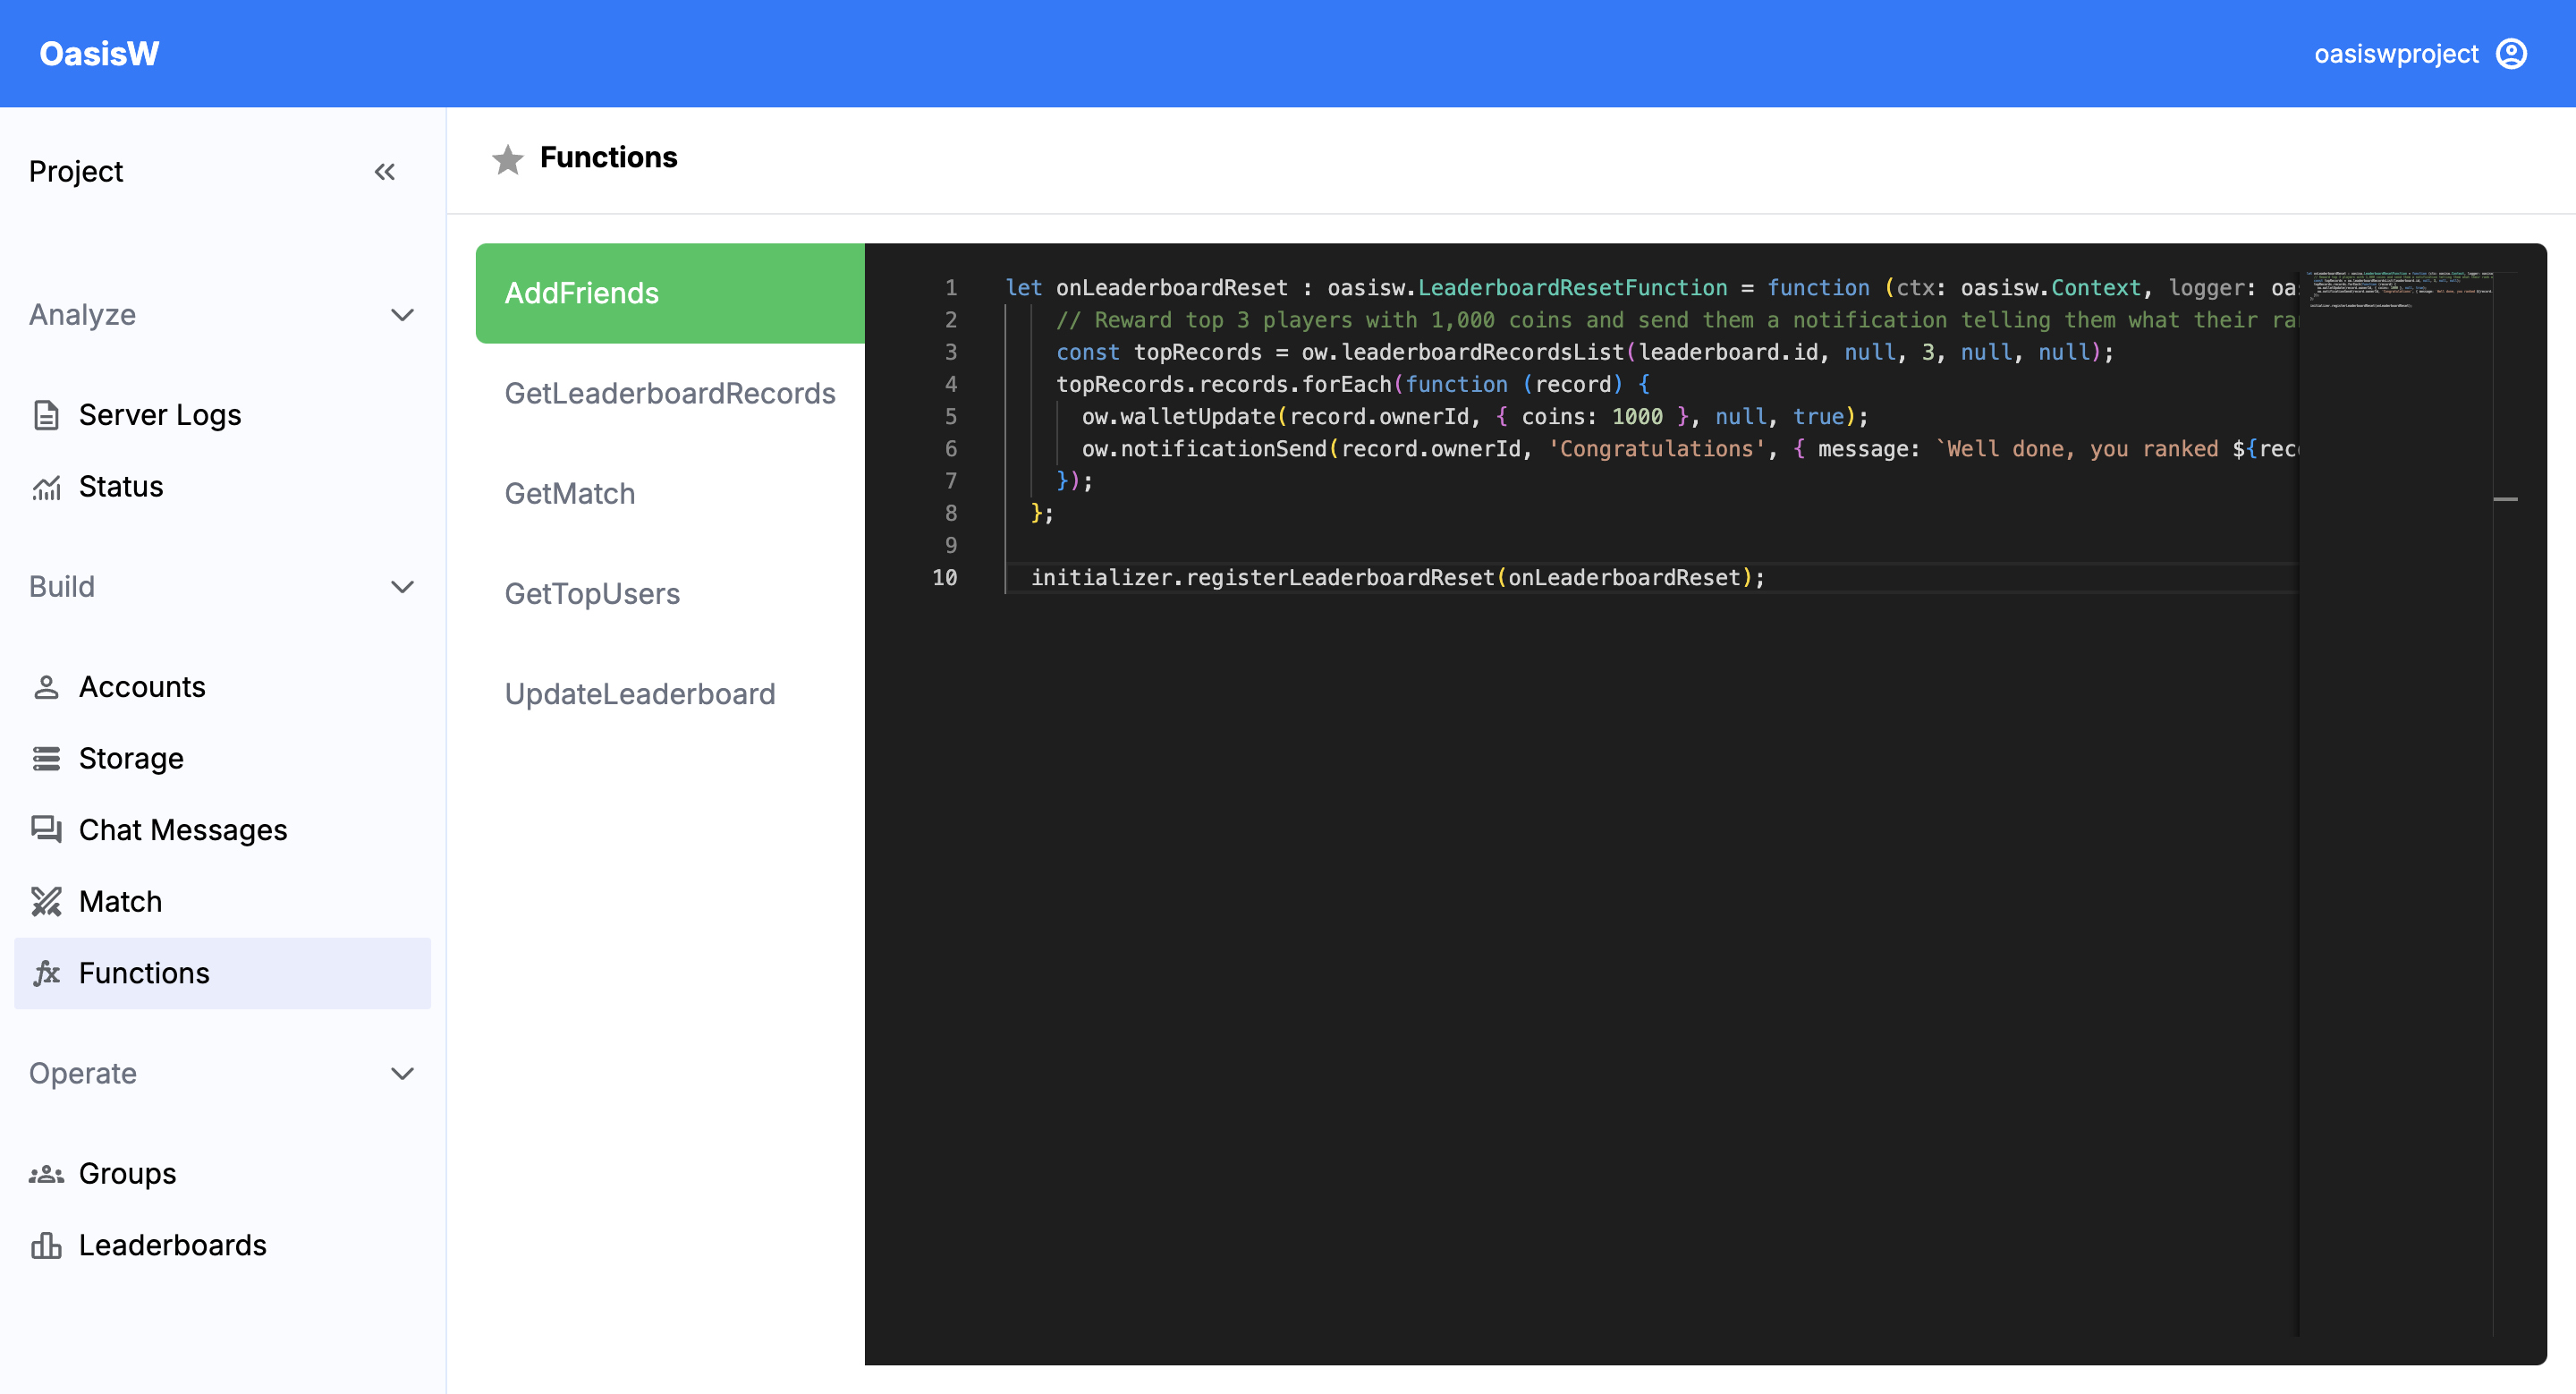 OasisW
oasiswproject
Project
Analyze
Server Logs
Status
Build
Accounts
Storage
Chat Messages
Match
Functions
Operate
Groups
Leaderboards
Functions
AddFriends
GetLeaderboardRecords
GetMatch
GetTopUsers
UpdateLeaderboard
1 let onLeaderboardReset : oasisw.LeaderboardResetFunction = function (ctx: oasisw.Context, logger: oas
2 // Reward top 3 players with 1,000 coins and send them a notification telling them what their ran
3 const topRecords = ow.leaderboardRecordsList(leaderboard.id, null, 3, null, null);
4 topRecords.records.forEach(function (record) {
5 ow.walletUpdate(record.ownerId, { coins: 1000 }, null, true);
6 ow.notificationSend(record.ownerId, 'Congratulations', { message: `Well done, you ranked ${reco
7 });
8 };
9
10 initializer.registerLeaderboardReset(onLeaderboardReset);